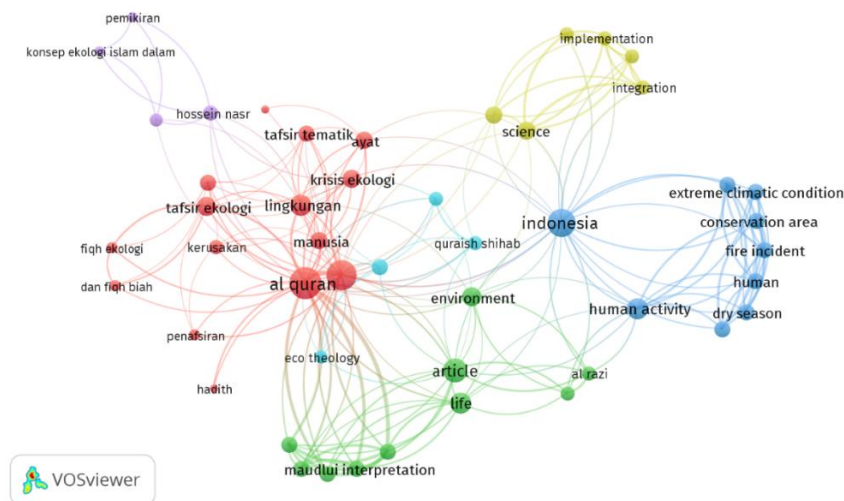 pemikiran
konsep ekologi islam dalam
hossein nasr
implementation
integration
science
tafsir tematik
ayat
krisis ekologi
tafsir ekologi
lingkungan
extreme climatic condition
indonesia
conservation area
manusia
quraish shihab
fiqh ekologi
kerusakan
fire incident
al quran
dan fiqh biah
human
environment
human activity
dry season
penafsiran
eco theology
article
al razi
hadith
life
maudlui interpretation
VOSviewer